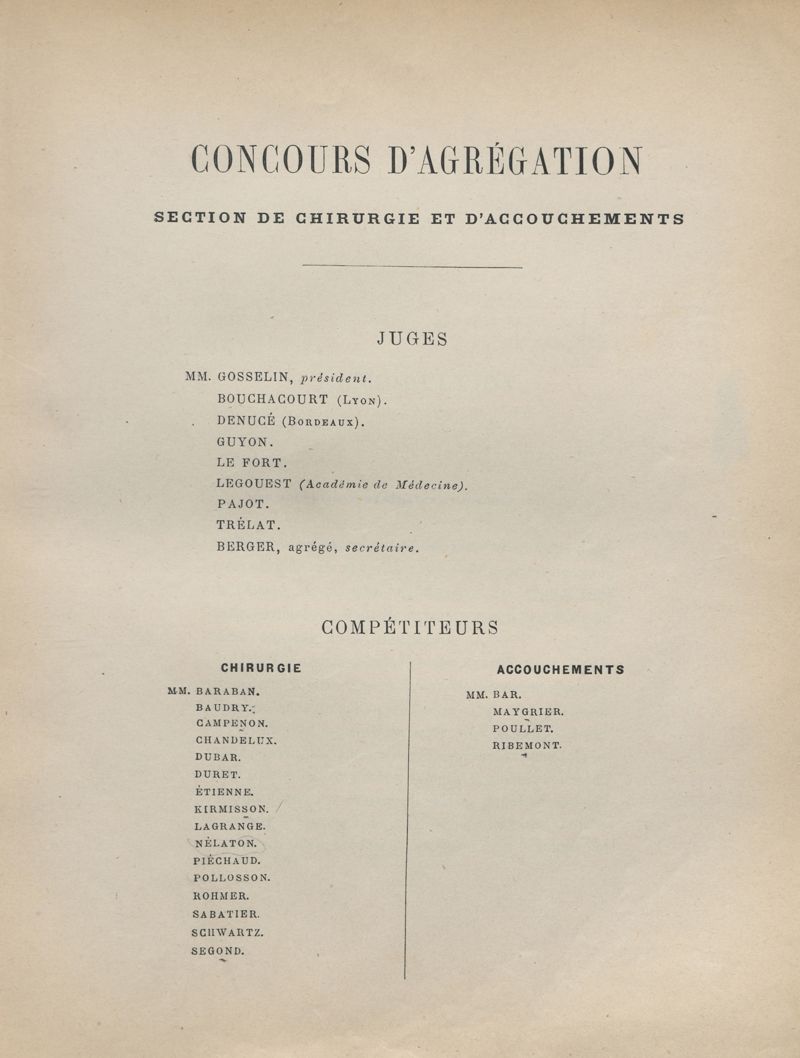 CONCOURS D'AGRÉGATION
SECTION DE CHIRURGIE ET D'ACCOUCHEMENTS
JUGES
MM. GOSSELIN, président.
BOUCHACOURT (Lyon).
DENUCÉ (Bordeaux).
GUYON.
LE FORT.
LEGOUEST (Académie de Médecine).
PAJOT.
TRÉLAT.
BERGER, agrégé, secrétaire.
COMPÉTITEURS
CHIRURGIE
MM. BARABAN.
BAUDRY.
CAMPENON.
CHANDELUX.
DUBAR.
DURET.
ÉTIENNE.
KIRMISSON.
LAGRANGE.
NÉLATON.
PIÉCHAUD.
POLLOSSON.
ROHMER.
SABATIER.
SCHWARTZ.
SEGOND.
ACCOUCHEMENTS
MM. BAR.
MAYGRIER.
POULLET.
RIBEMONT.